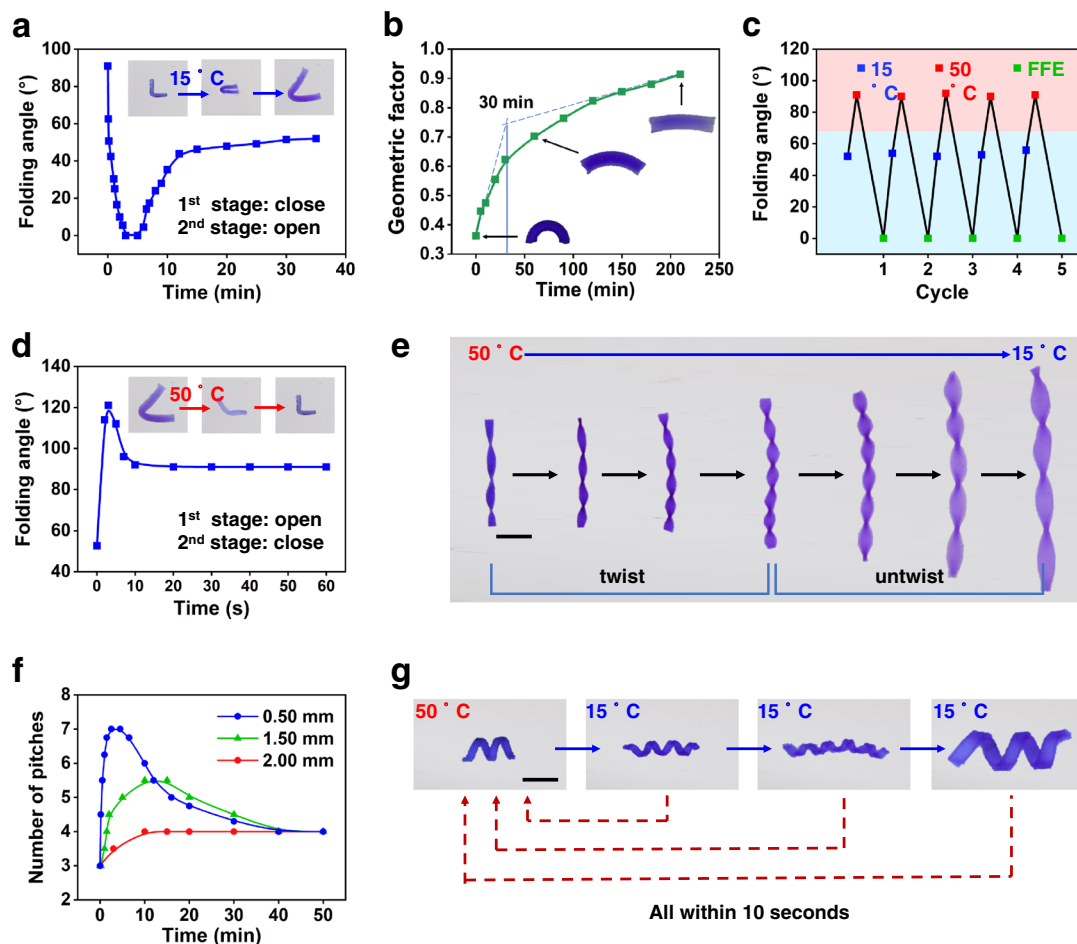 a
Folding angle (°)
100
80
60
40
20
0
15 °C
1st stage: close
2nd stage: open
0
10
20
30
40
Time (min)
b
Geometric factor
1.0
0.9
0.8
0.7
0.6
0.5
0.4
0.3
30 min
0
50
100
150
200
250
Time (min)
c
Folding angle (°)
120
100
80
60
40
20
0
15 °C
50 °C
FFE
1
2
3
4
5
Cycle
d
Folding angle (°)
140
120
100
80
60
40
50 °C
1st stage: open
2nd stage: close
0
10
20
30
40
50
60
Time (s)
e
50 °C
15 °C
twist
untwist
f
Number of pitches
8
7
6
5
4
3
2
0.50 mm
1.50 mm
2.00 mm
0
10
20
30
40
50
Time (min)
g
50 °C
15 °C
15 °C
15 °C
All within 10 seconds